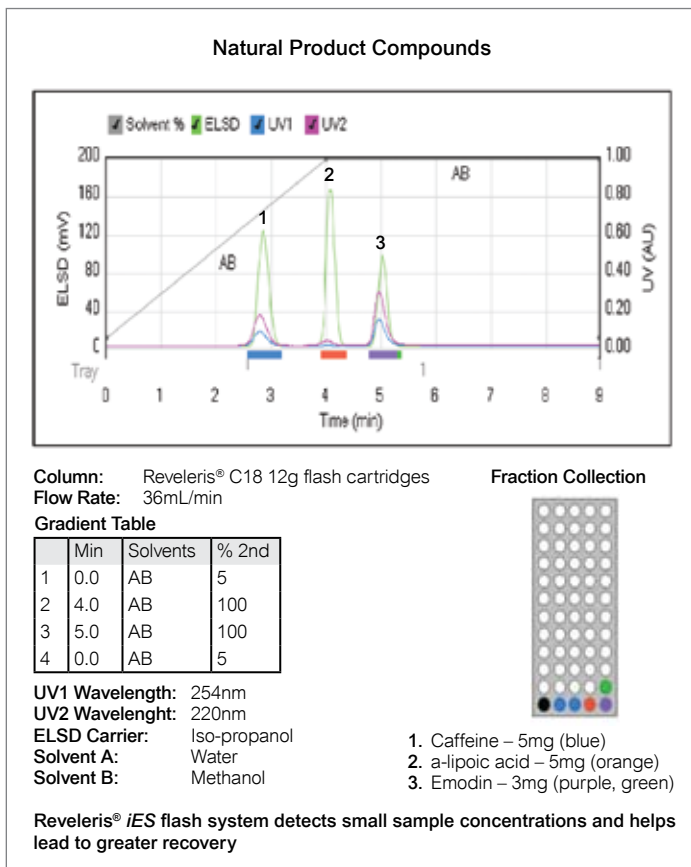 Natural Product Compounds
Solvent % ELSD UV1 UV2
200 1.00
160 0.80
120 0.60
80 0.40
40 0.20
0 0.00
ELSD (mV)
UV (AU)
AB
AB
1
2
3
Tray
1
0 1 2 3 4 5 6 7 8 9
Time (min)
Column: Reveleris® C18 12g flash cartridges
Flow Rate: 36mL/min
Gradient Table
Min Solvents % 2nd
1 0.0 AB 5
2 4.0 AB 100
3 5.0 AB 100
4 0.0 AB 5
UV1 Wavelength: 254nm
UV2 Wavelenght: 220nm
ELSD Carrier: Iso-propanol
Solvent A: Water
Solvent B: Methanol
Fraction Collection
1. Caffeine – 5mg (blue)
2. a-lipoic acid – 5mg (orange)
3. Emodin – 3mg (purple, green)
Reveleris® iES flash system detects small sample concentrations and helps
lead to greater recovery